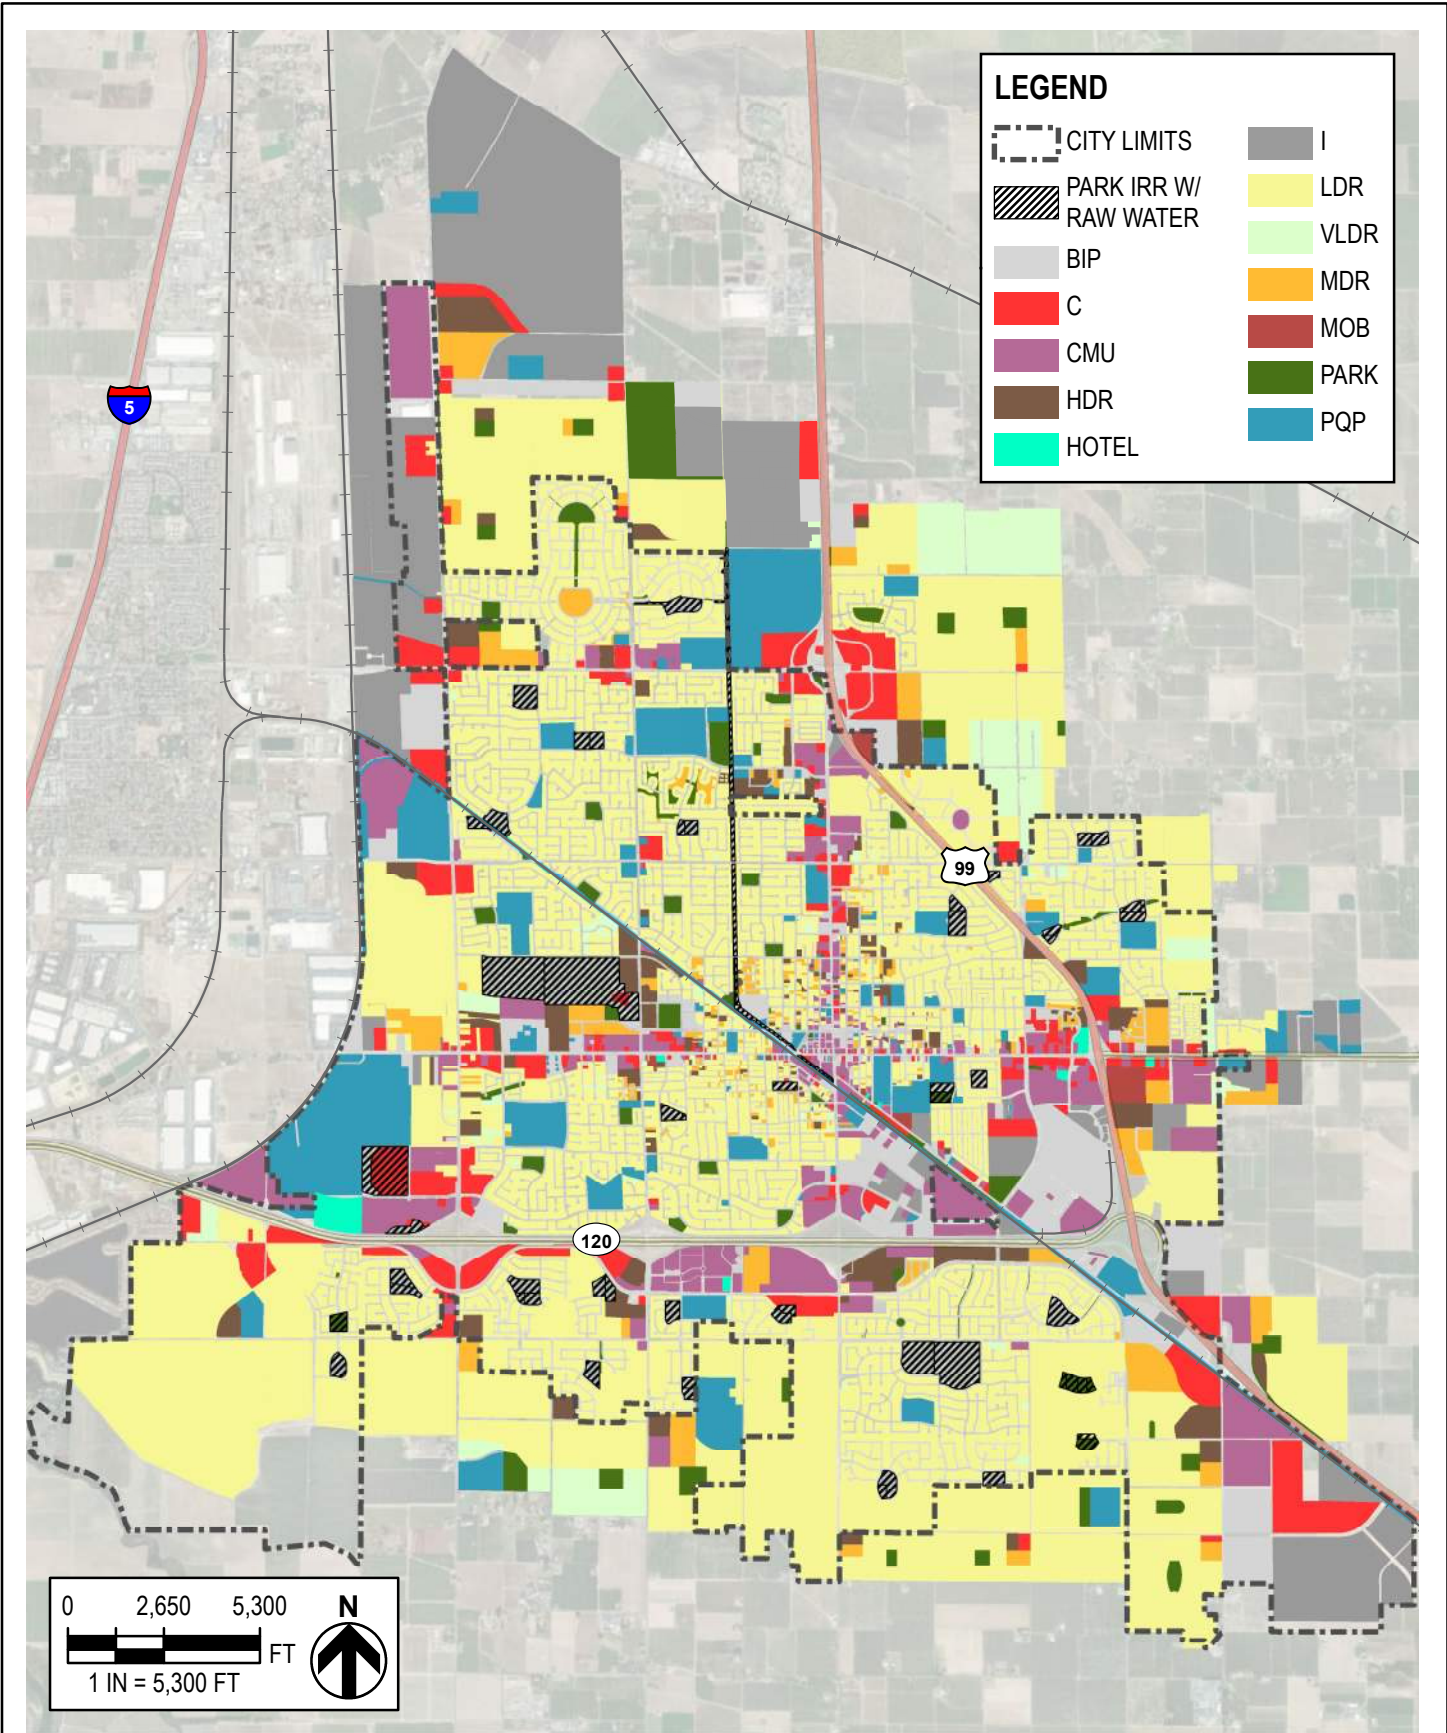 LEGEND
CITY LIMITS
PARK IRR W/
RAW WATER
BIP
C
CMU
HDR
HOTEL
I
LDR
VLDR
MDR
MOB
PARK
PQP
5
99
120
0 2,650 5,300
FT
1 IN = 5,300 FT
N